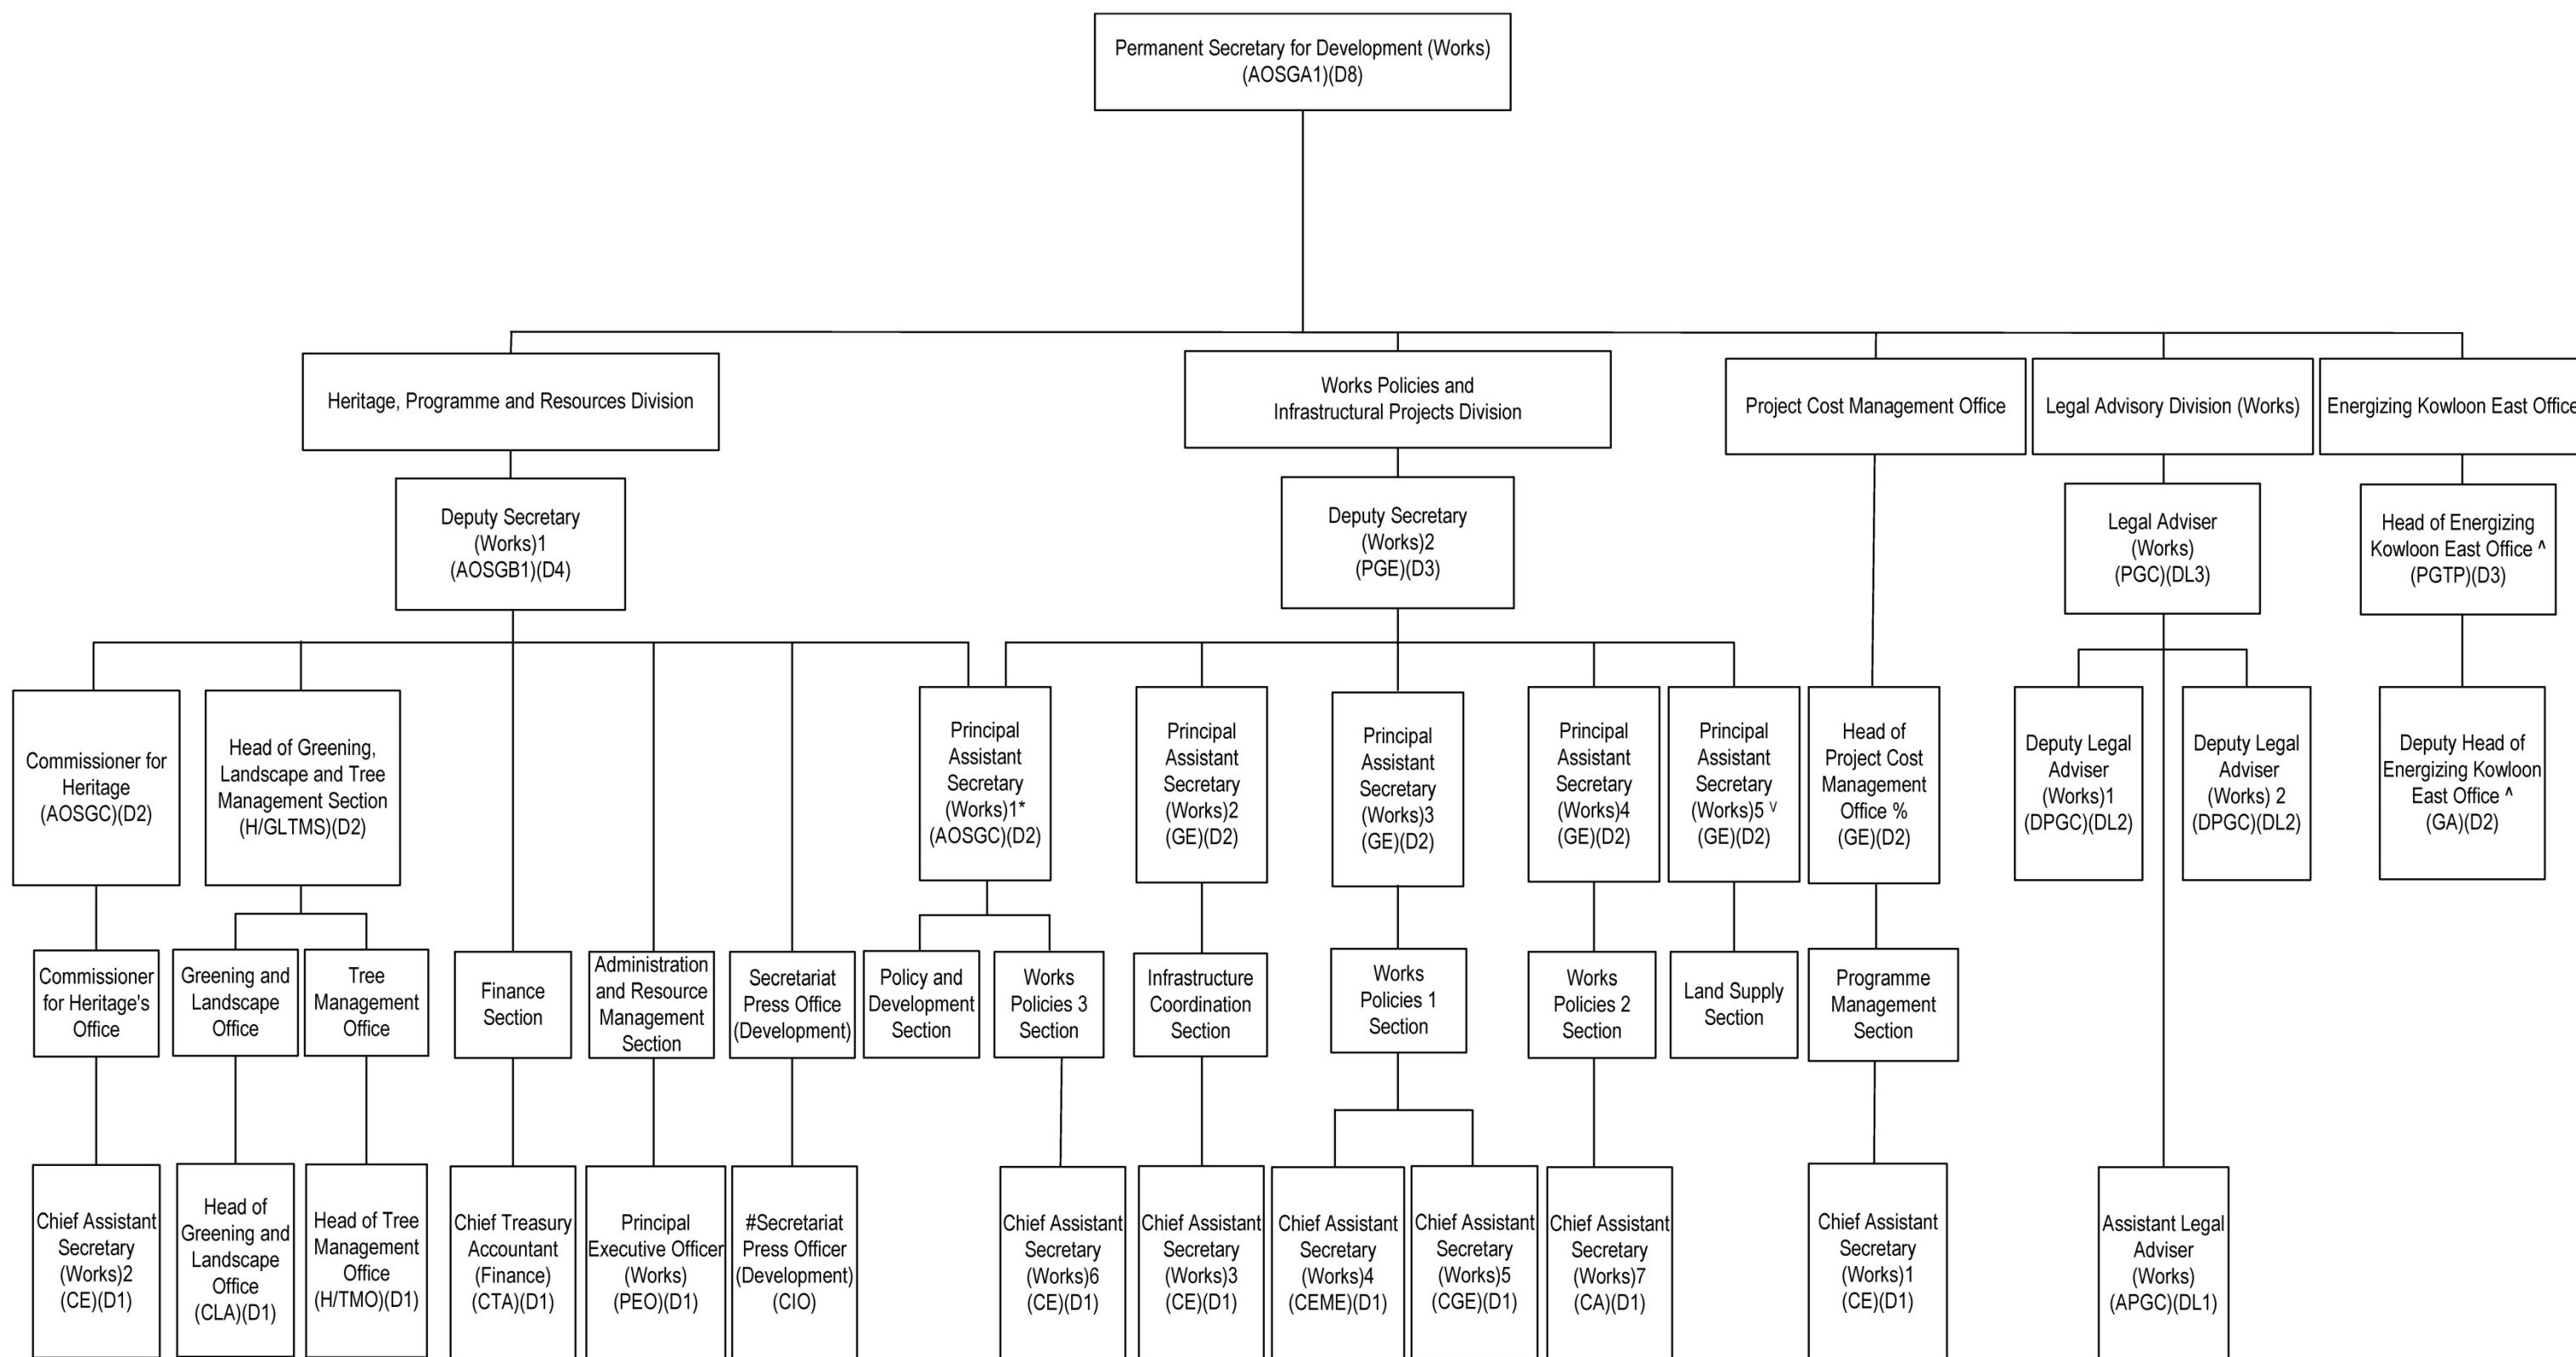 Permanent Secretary for Development (Works)
(AOSGA1)(D8)
Heritage, Programme and Resources Division
Works Policies and
Infrastructural Projects Division
Project Cost Management Office
Legal Advisory Division (Works)
Energizing Kowloon East Office
Deputy Secretary
(Works)1
(AOSGB1)(D4)
Deputy Secretary
(Works)2
(PGE)(D3)
Legal Adviser
(Works)
(PGC)(DL3)
Head of Energizing
Kowloon East Office ^
(PGTP)(D3)
Commissioner for
Heritage
(AOSGC)(D2)
Head of Greening,
Landscape and Tree
Management Section
(H/GLTMS)(D2)
Principal
Assistant
Secretary
(Works)1*
(AOSGC)(D2)
Principal
Assistant
Secretary
(Works)2
(GE)(D2)
Principal
Assistant
Secretary
(Works)3
(GE)(D2)
Principal
Assistant
Secretary
(Works)4
(GE)(D2)
Principal
Assistant
Secretary
(Works)5 ᵛ
(GE)(D2)
Head of
Project Cost
Management
Office %
(GE)(D2)
Deputy Legal
Adviser
(Works)1
(DPGC)(DL2)
Deputy Legal
Adviser
(Works) 2
(DPGC)(DL2)
Deputy Head of
Energizing Kowloon
East Office ^
(GA)(D2)
Commissioner
for Heritage's
Office
Greening and
Landscape
Office
Tree
Management
Office
Finance
Section
Administration
and Resource
Management
Section
Secretariat
Press Office
(Development)
Policy and
Development
Section
Works
Policies 3
Section
Infrastructure
Coordination
Section
Works
Policies 1
Section
Works
Policies 2
Section
Land Supply
Section
Programme
Management
Section
Chief Assistant
Secretary
(Works)2
(CE)(D1)
Head of
Greening and
Landscape
Office
(CLA)(D1)
Head of Tree
Management
Office
(H/TMO)(D1)
Chief Treasury
Accountant
(Finance)
(CTA)(D1)
Principal
Executive Officer
(Works)
(PEO)(D1)
#Secretariat
Press Officer
(Development)
(CIO)
Chief Assistant
Secretary
(Works)6
(CE)(D1)
Chief Assistant
Secretary
(Works)3
(CE)(D1)
Chief Assistant
Secretary
(Works)4
(CEME)(D1)
Chief Assistant
Secretary
(Works)5
(CGE)(D1)
Chief Assistant
Secretary
(Works)7
(CA)(D1)
Chief Assistant
Secretary
(Works)1
(CE)(D1)
Assistant Legal
Adviser
(Works)
(APGC)(DL1)